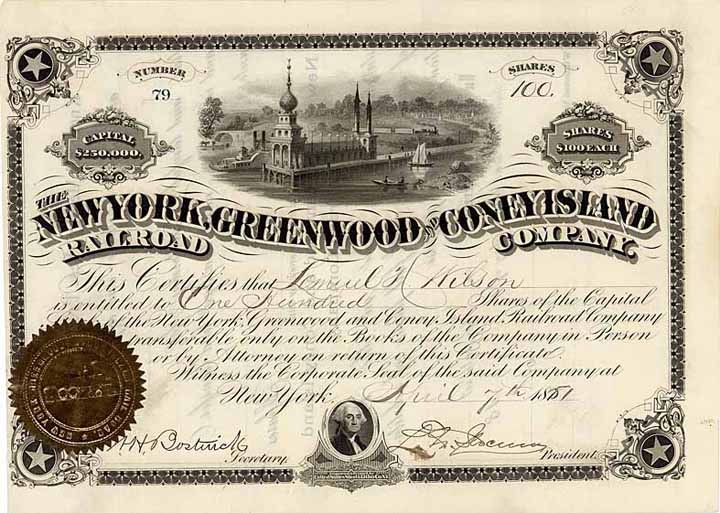 NUMBER
79
SHARES
100.
CAPITAL
$250,000.
SHARES
$100 EACH
THE
NEW YORK, GREENWOOD AND CONEY ISLAND
RAILROAD COMPANY.
This Certifies that Lemuel H. Wilson
is entitled to One Hundred Shares of the Capital
of the New York, Greenwood and Coney Island Railroad Company
transferable only on the Books of the Company in Person
or by Attorney on return of this Certificate.
Witness the Corporate Seal of the said Company at
New York, April 7th 1881
H H Bostwick
Secretary.
President.